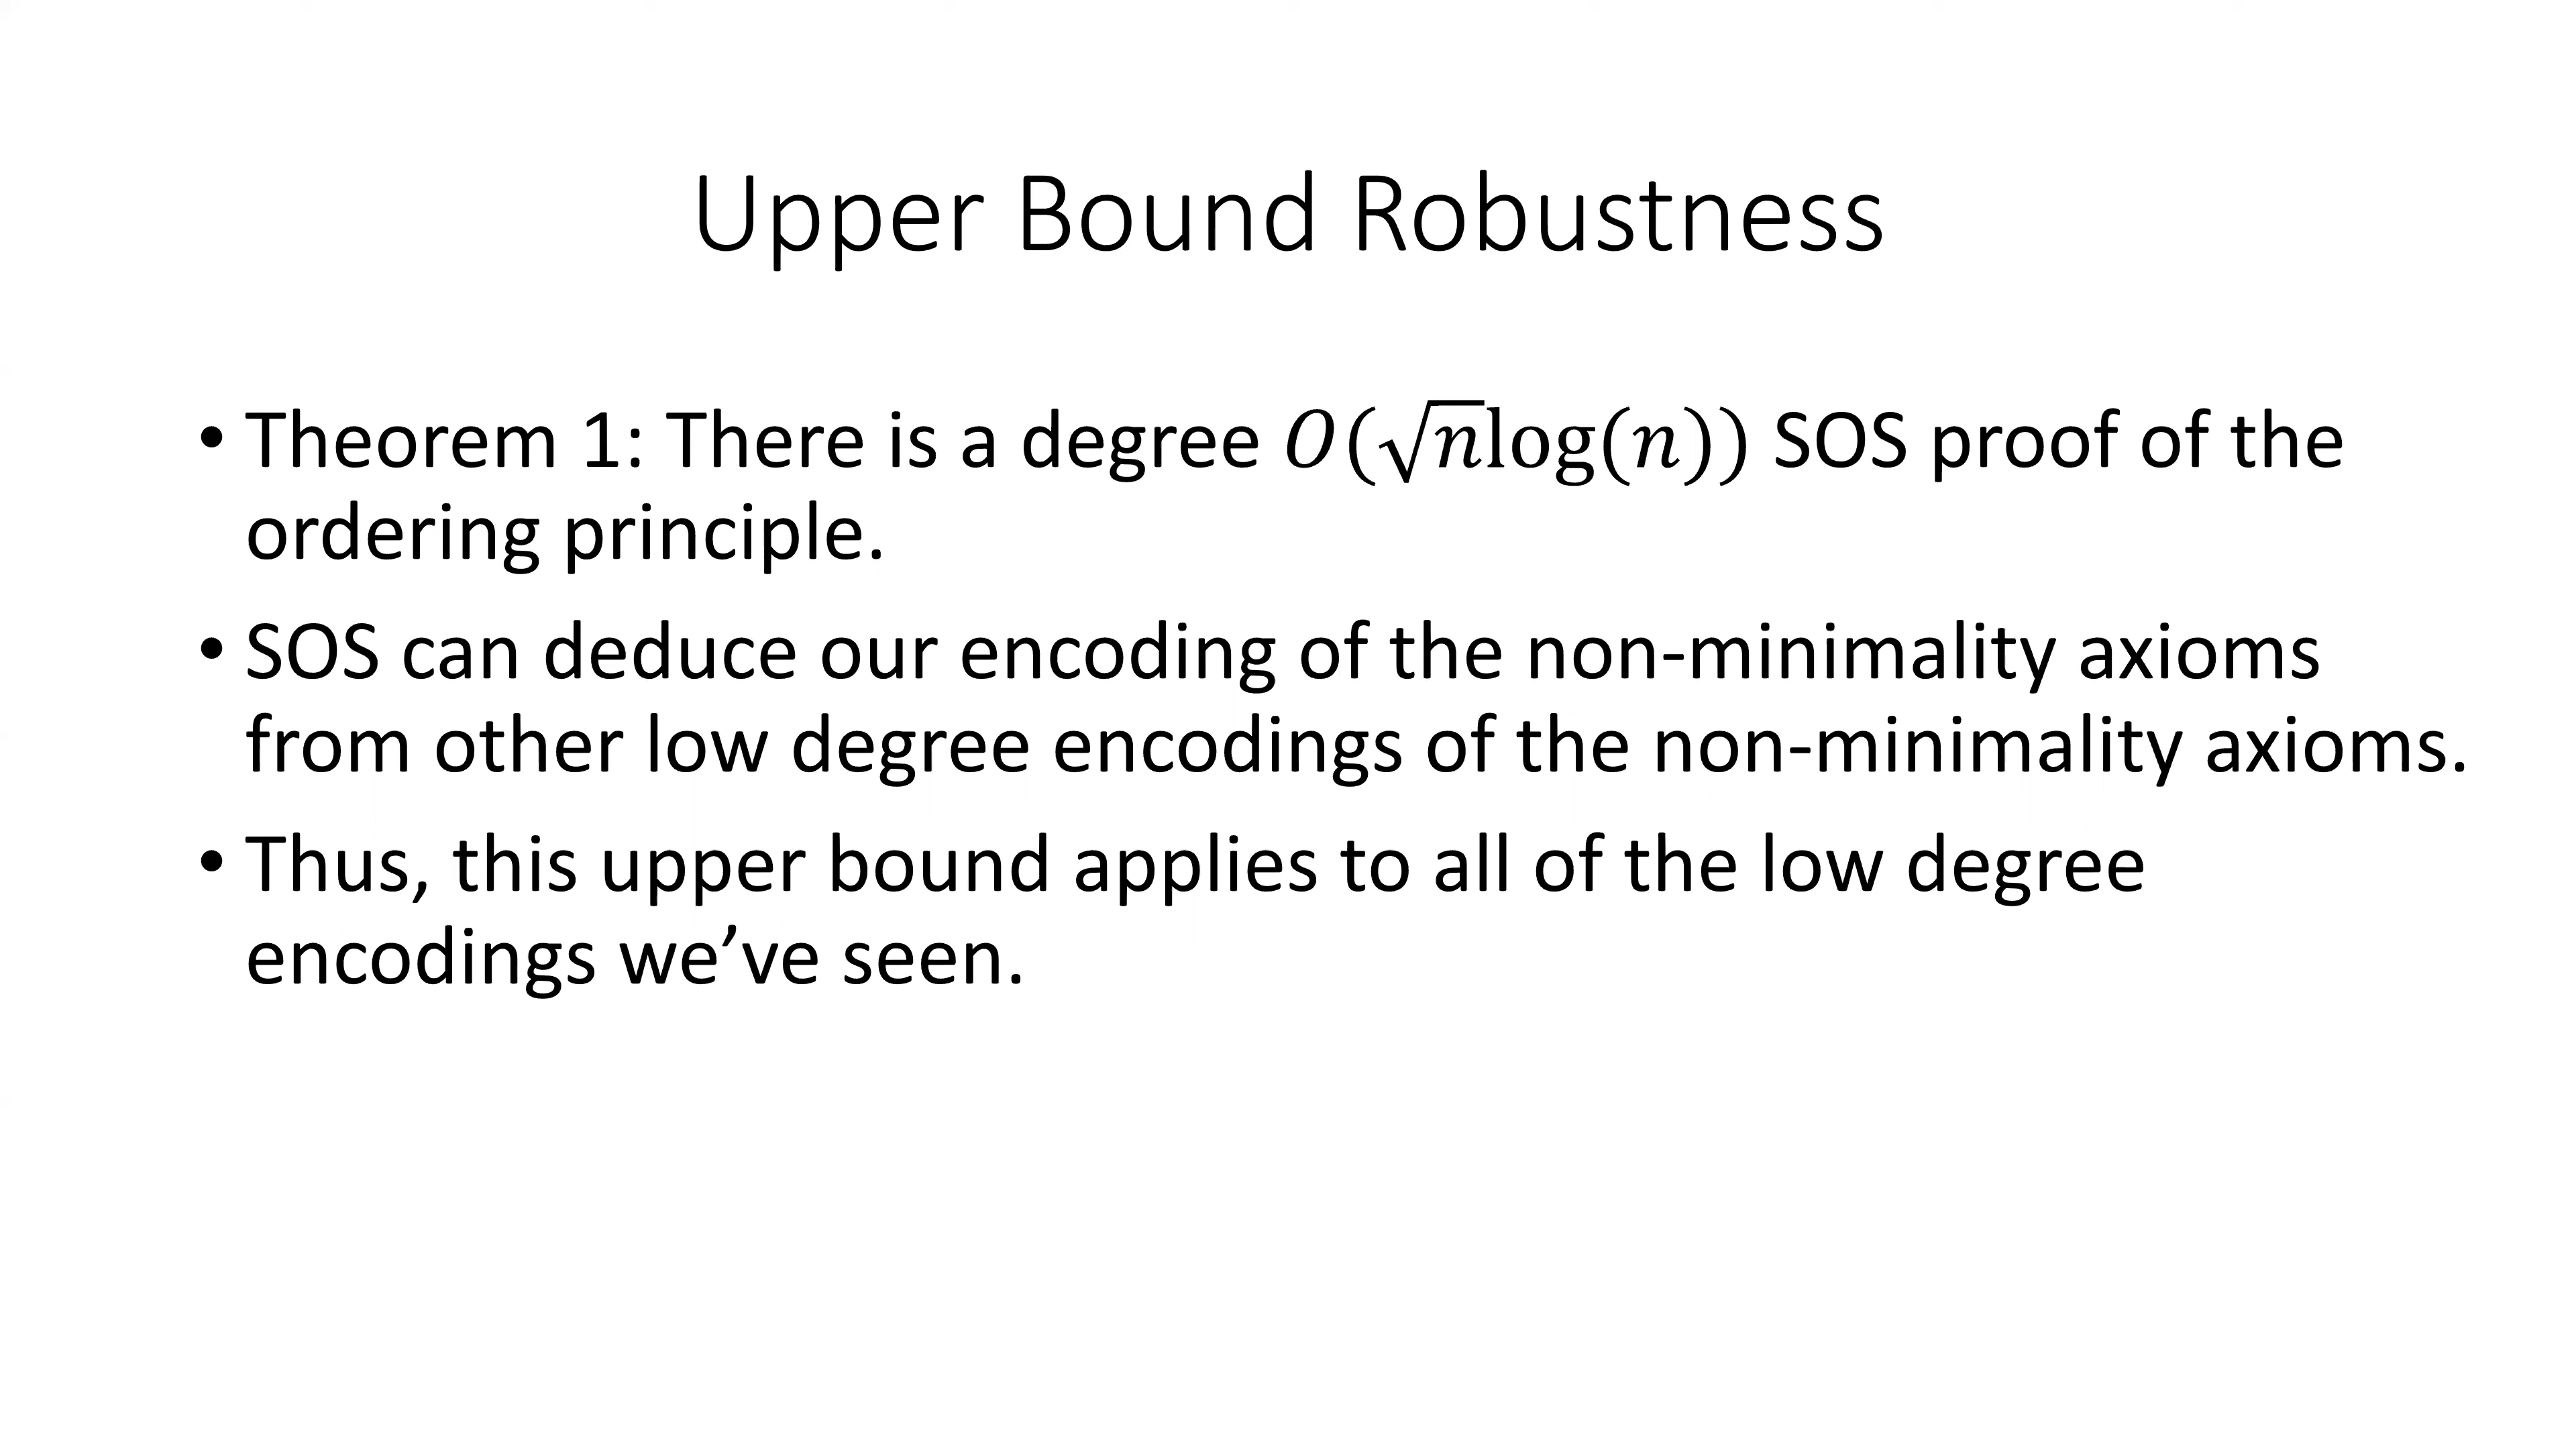 Upper Bound Robustness
• Theorem 1: There is a degree O(√n log(n)) SOS proof of the
ordering principle.
• SOS can deduce our encoding of the non-minimality axioms
from other low degree encodings of the non-minimality axioms.
• Thus, this upper bound applies to all of the low degree
encodings we’ve seen.